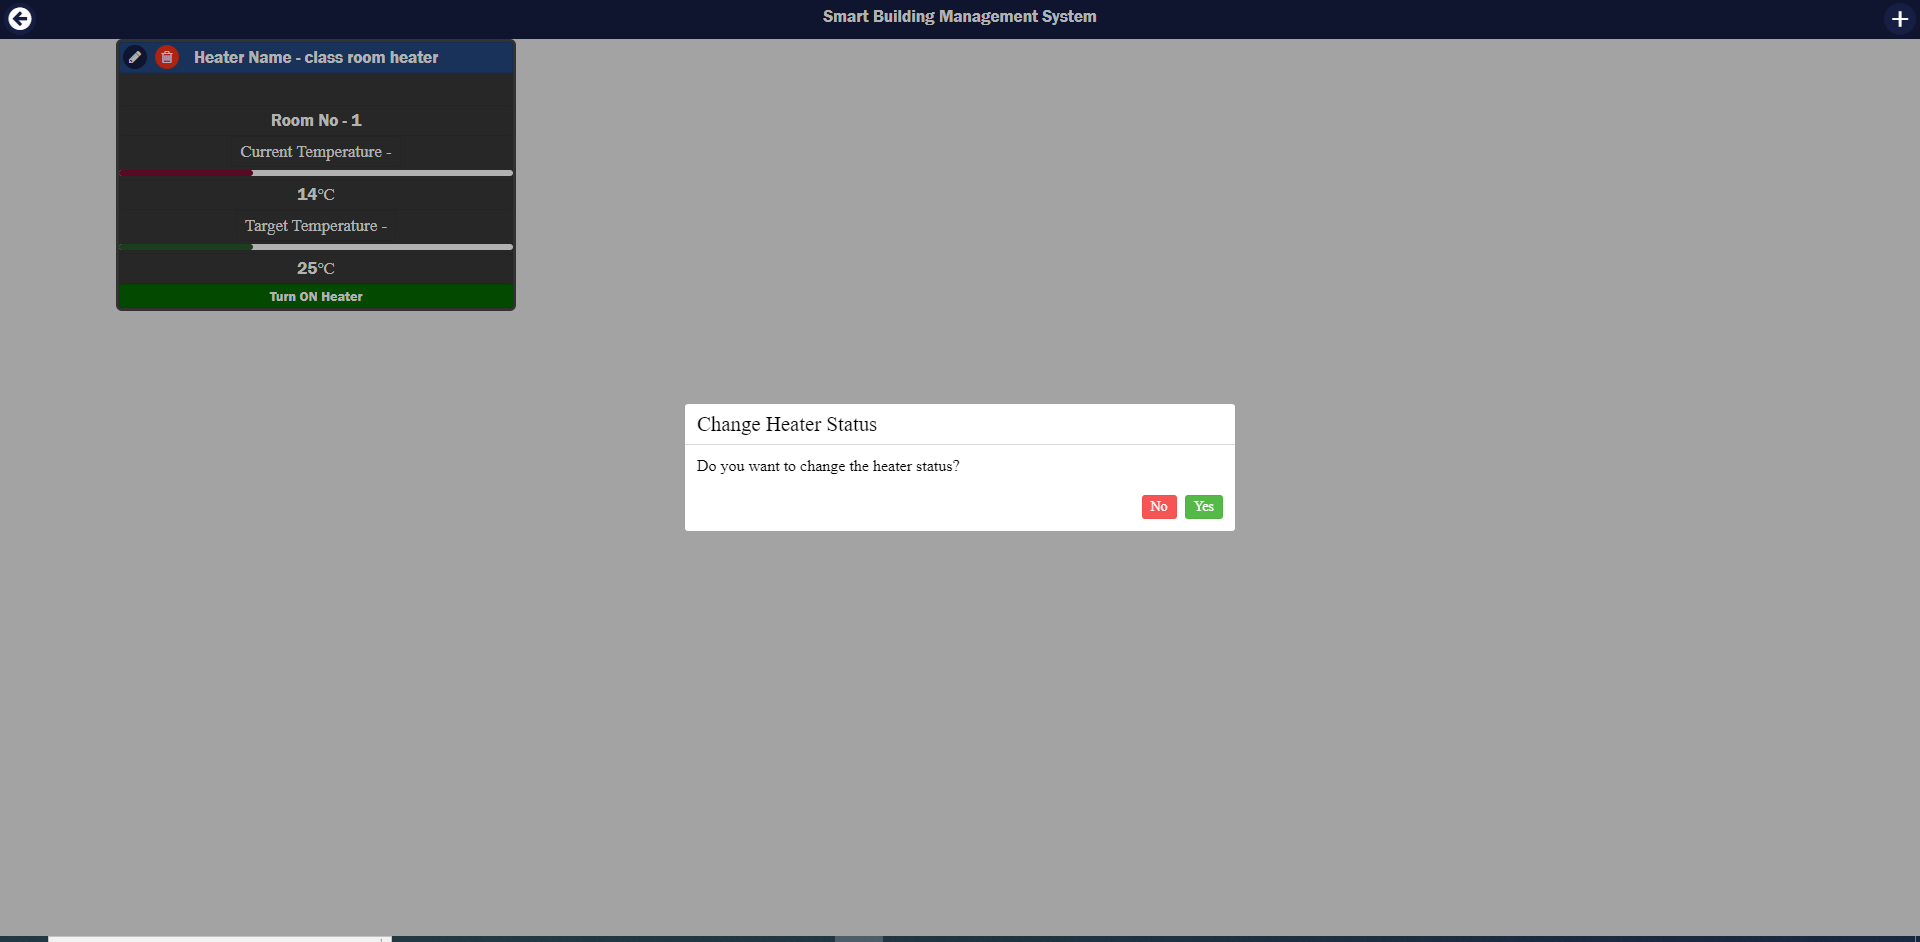 Smart Building Management System
Heater Name - class room heater
Room No - 1
Current Temperature -
14°C
Target Temperature -
25°C
Turn ON Heater
Change Heater Status
Do you want to change the heater status?
No Yes